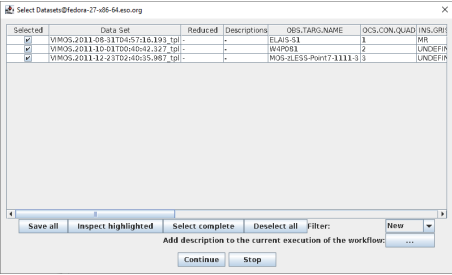 Select Datasets@fedora-27-x86-64.eso.org
Selected Data Set Reduced Descriptions OBS.TARG.NAME OCS.CON.QUAD INS.GRIS
VIMOS.2011-08-31T04:57:16.193_tpl - - ELAIS-S1 1 MR
VIMOS.2011-10-01T00:40:42.327_tpl - - W4P081 2 UNDEFIN
VIMOS.2011-12-23T02:40:35.987_tpl - - MOS-zLESS-Point7-1111-3 3 UNDEFIN
Save all Inspect highlighted Select complete Deselect all Filter: New
Add description to the current execution of the workflow: ...
Continue Stop